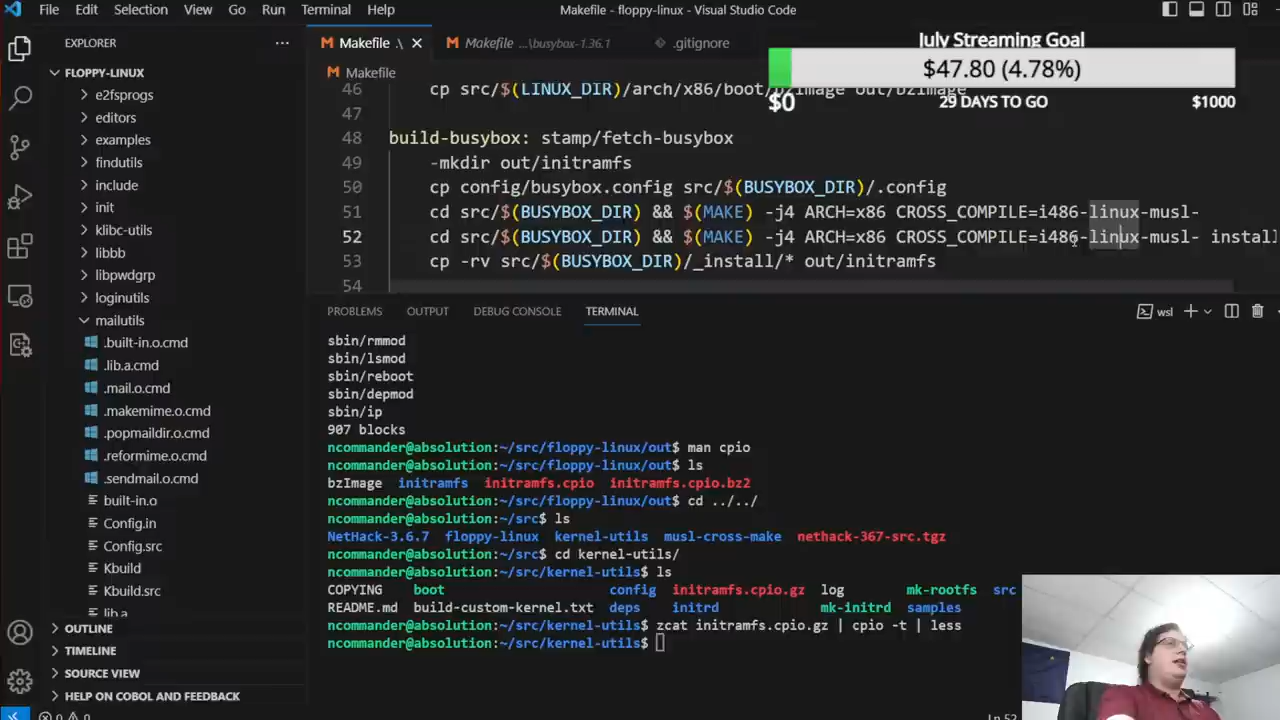 File Edit Selection View Go Run Terminal Help
Makefile - floppy-linux - Visual Studio Code
EXPLORER
FLOPPY-LINUX
e2fsprogs
editors
examples
findutils
include
init
klibc-utils
libbb
libpwdgrp
loginutils
mailutils
.built-in.o.cmd
.lib.a.cmd
.mail.o.cmd
.makemime.o.cmd
.popmaildir.o.cmd
.reformime.o.cmd
.sendmail.o.cmd
built-in.o
Config.in
Config.src
Kbuild
Kbuild.src
lib.a
OUTLINE
TIMELINE
SOURCE VIEW
HELP ON COBOL AND FEEDBACK
Makefile .\
Makefile ...\busybox-1.36.1
.gitignore
Makefile
July Streaming Goal
$47.80 (4.78%)
$0 29 DAYS TO GO $1000
46 cp src/$(LINUX_DIR)/arch/x86/boot/bzImage out/bzImage
47
48 build-busybox: stamp/fetch-busybox
49 -mkdir out/initramfs
50 cp config/busybox.config src/$(BUSYBOX_DIR)/.config
51 cd src/$(BUSYBOX_DIR) && $(MAKE) -j4 ARCH=x86 CROSS_COMPILE=i486-linux-musl-
52 cd src/$(BUSYBOX_DIR) && $(MAKE) -j4 ARCH=x86 CROSS_COMPILE=i486-linux-musl- install
53 cp -rv src/$(BUSYBOX_DIR)/_install/* out/initramfs
54
PROBLEMS OUTPUT DEBUG CONSOLE TERMINAL
wsl
sbin/rmmod
sbin/lsmod
sbin/reboot
sbin/depmod
sbin/ip
907 blocks
ncommander@absolution:~/src/floppy-linux/out$ man cpio
ncommander@absolution:~/src/floppy-linux/out$ ls
bzImage initramfs initramfs.cpio initramfs.cpio.bz2
ncommander@absolution:~/src/floppy-linux/out$ cd ../../
ncommander@absolution:~/src$ ls
NetHack-3.6.7 floppy-linux kernel-utils musl-cross-make nethack-367-src.tgz
ncommander@absolution:~/src$ cd kernel-utils/
ncommander@absolution:~/src/kernel-utils$ ls
COPYING boot config initramfs.cpio.gz log mk-rootfs src
README.md build-custom-kernel.txt deps initrd mk-initrd samples
ncommander@absolution:~/src/kernel-utils$ zcat initramfs.cpio.gz | cpio -t | less
ncommander@absolution:~/src/kernel-utils$